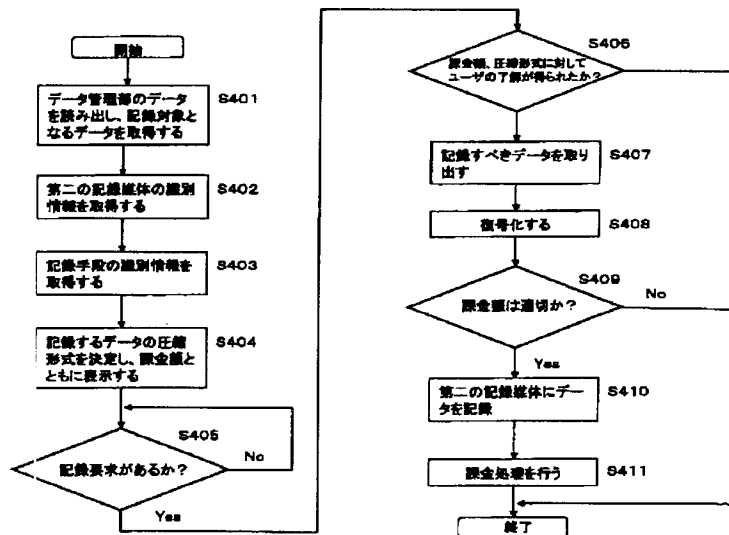 開始
データ管理部のデータ
を読み出し、記録対象と
なるデータを取得する
S401
第二の記録媒体の識別
情報を取得する
S402
記録手段の識別情報を
取得する
S403
記録するデータの圧縮
形式を決定し、課金額と
ともに表示する
S404
S405
記録要求があるか?
No
Yes
S406
課金額、圧縮形式に対して
ユーザの了解が得られたか?
記録すべきデータを取り
出す
S407
復号化する
S408
S409
課金額は適切か?
No
Yes
第二の記録媒体にデー
タを記録
S410
課金処理を行う
S411
終了